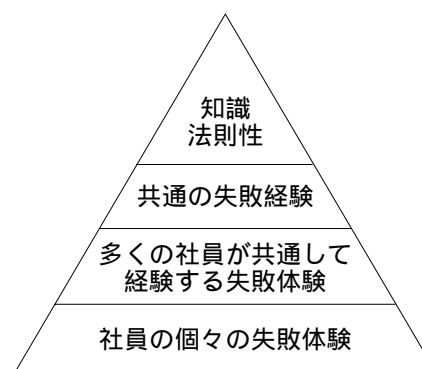 知識
法則性
共通の失敗経験
多くの社員が共通して
経験する失敗体験
社員の個々の失敗体験